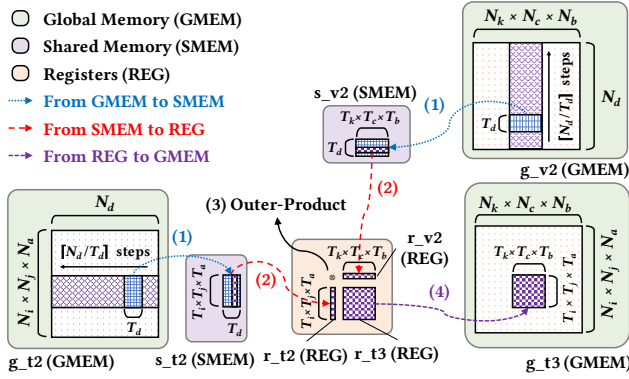 Global Memory (GMEM)
Shared Memory (SMEM)
Registers (REG)
From GMEM to SMEM
From SMEM to REG
From REG to GMEM
s_v2 (SMEM)
T_k×T_c×T_b
T_d
(1)
(2)
N_k × N_c × N_b
N_d
⌈N_d/T_d⌉ steps
T_d
g_v2 (GMEM)
N_d
⌈N_d/T_d⌉ steps
(1)
N_i × N_j × N_a
T_d
g_t2 (GMEM)
T_i×T_j×T_a
T_d
s_t2 (SMEM)
(2)
(3) Outer-Product
⊗
T_k×T_c×T_b
r_v2
(REG)
T_i×T_j×T_a
r_t2 (REG)
r_t3 (REG)
(4)
N_k × N_c × N_b
T_k×T_c×T_b
T_i×T_j×T_a
N_i × N_j × N_a
g_t3 (GMEM)